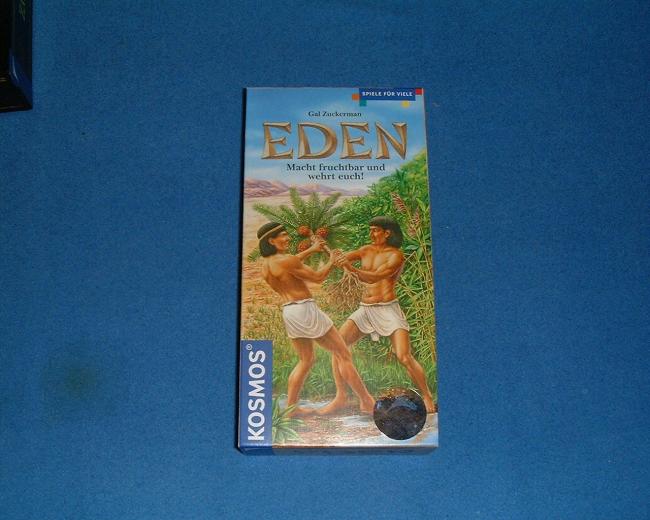 SPIELE FÜR VIELE
Gal Zuckerman
EDEN
Macht fruchtbar und
wehrt euch!
KOSMOS®